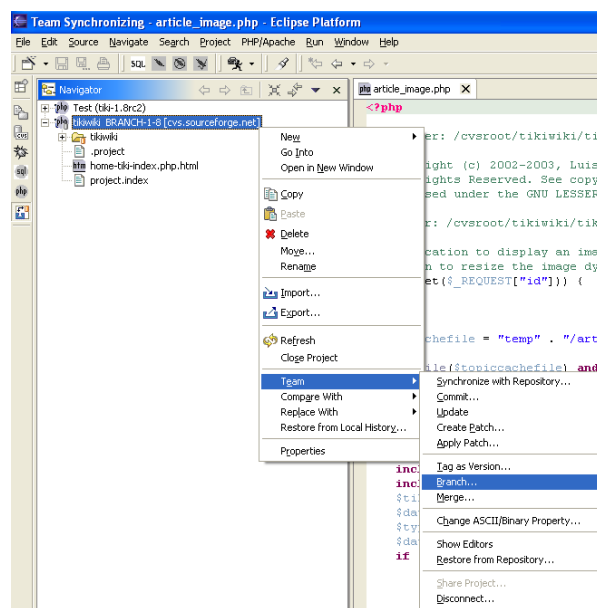 Team Synchronizing - article_image.php - Eclipse Platform
File Edit Source Navigate Search Project PHP/Apache Run Window Help
SQL
Navigator
article_image.php
Test (tiki-1.8rc2)
tikiwiki BRANCH-1-8 [cvs.sourceforge.net]
tikiwiki
.project
home-tiki-index.php.html
project.index
New
Go Into
Open in New Window
Copy
Paste
Delete
Move...
Rename
Import...
Export...
Refresh
Close Project
Team
Compare With
Replace With
Restore from Local History...
Properties
Synchronize with Repository...
Commit...
Update
Create Patch...
Apply Patch...
Tag as Version...
Branch...
Merge...
Change ASCII/Binary Property...
Show Editors
Restore from Repository...
Share Project...
Disconnect...
<?php
er: /cvsroot/tikiwiki/ti
ight (c) 2002-2003, Luis
ights Reserved. See copy
sed under the GNU LESSER
r: /cvsroot/tikiwiki/tik
cation to display an ima
n to resize the image dy
et($_REQUEST["id"])) {
chefile = "temp" . "/art
ile($topiccachefile) and
inc
inc
$ti
$da
$ty
$da
if